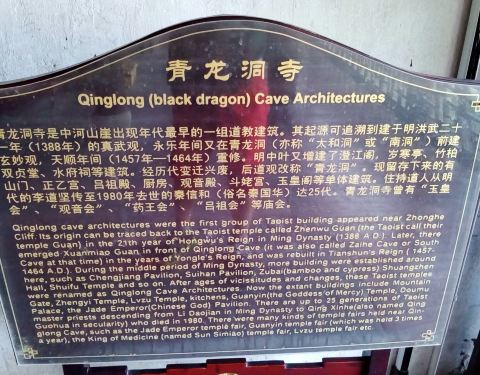 青龙洞寺
Qinglong (black dragon) Cave Architectures
青龙洞寺是中河山崖出现年代最早的一组道教建筑。其起源可追溯到建于明洪武二十
一年(1388年)的真武观,永乐年间又在青龙洞(亦称“太和洞”或“南洞”)前建
玄妙观,天顺年间(1457年—1464年)重修。明中叶又增建了澄江阁、岁寒亭、竹柏
双贞堂、水府祠等建筑。经历代变迁兴废,后道观改称“青龙洞”。现留存下来的有
山门、正乙宫、吕祖殿、厨房、观音殿、斗姥宫、玉皇阁等单体建筑。住寺道人从明
代的李道坚传至1980年去世的秦信和(俗名秦国华)达25代。青龙洞寺曾有“玉皇
会”、“观音会”、“药王会”、“吕祖会”等庙会。
Qinglong cave architectures were the first group of Taoist building appeared near Zhonghe
Cliff. Its origin can be traced back to the Taoist temple called Zhenwu Guan (the Taoist call their
temple Guan) in the 21th year of Hongwu's Reign in Ming Dynasty (1388 A.D.) Later, there
emerged Xuanmiao Guan in front of Qinglong Cave (it was also called Zaihe Cave or South
Cave at that time) in the years of Yongle's Reign, and was rebuilt in Tianshun's Reign (1457-
1464 A.D.). During the middle period of Ming Dynasty, more building were established around
here, such as Chengjiang Pavilion, Suihan Pavilion, Zubai(bamboo and cypress) Shuangzhen
Hall, Shuifu Temple and so on. After ages of vicissitudes and changes, these Taoist temples
were renamed as Qinglong Cave Architectures. Now the extant buildings include Mountain
Gate, Zhengyi Temple, Lvzu Temple, kitchens, Guanyin(the Goddess of Mercy) Temple, Doumu
Palace, the Jade Emperor(Chinese God) Pavilion. There are up to 25 generations of Taoist
master priests descending from Li Daojian in Ming Dynasty to Qing Xinhe(also named Qing
Guohua in secularity) who died in 1980. There were many kinds of temple fairs held near Qin-
glong Cave, such as the Jade Emperor temple fair, Guanyin temple fair (which was held 3 times
a year), the King of Medicine (named Sun Simiao) temple fair, Lvzu temple fair etc.